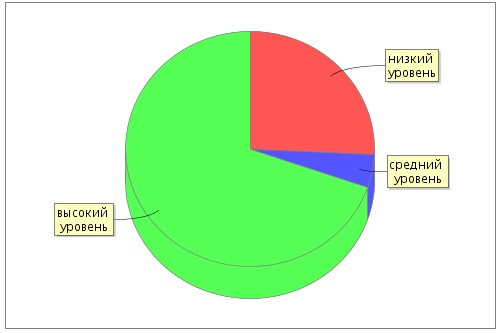 низкий
уровень
средний
уровень
высокий
уровень